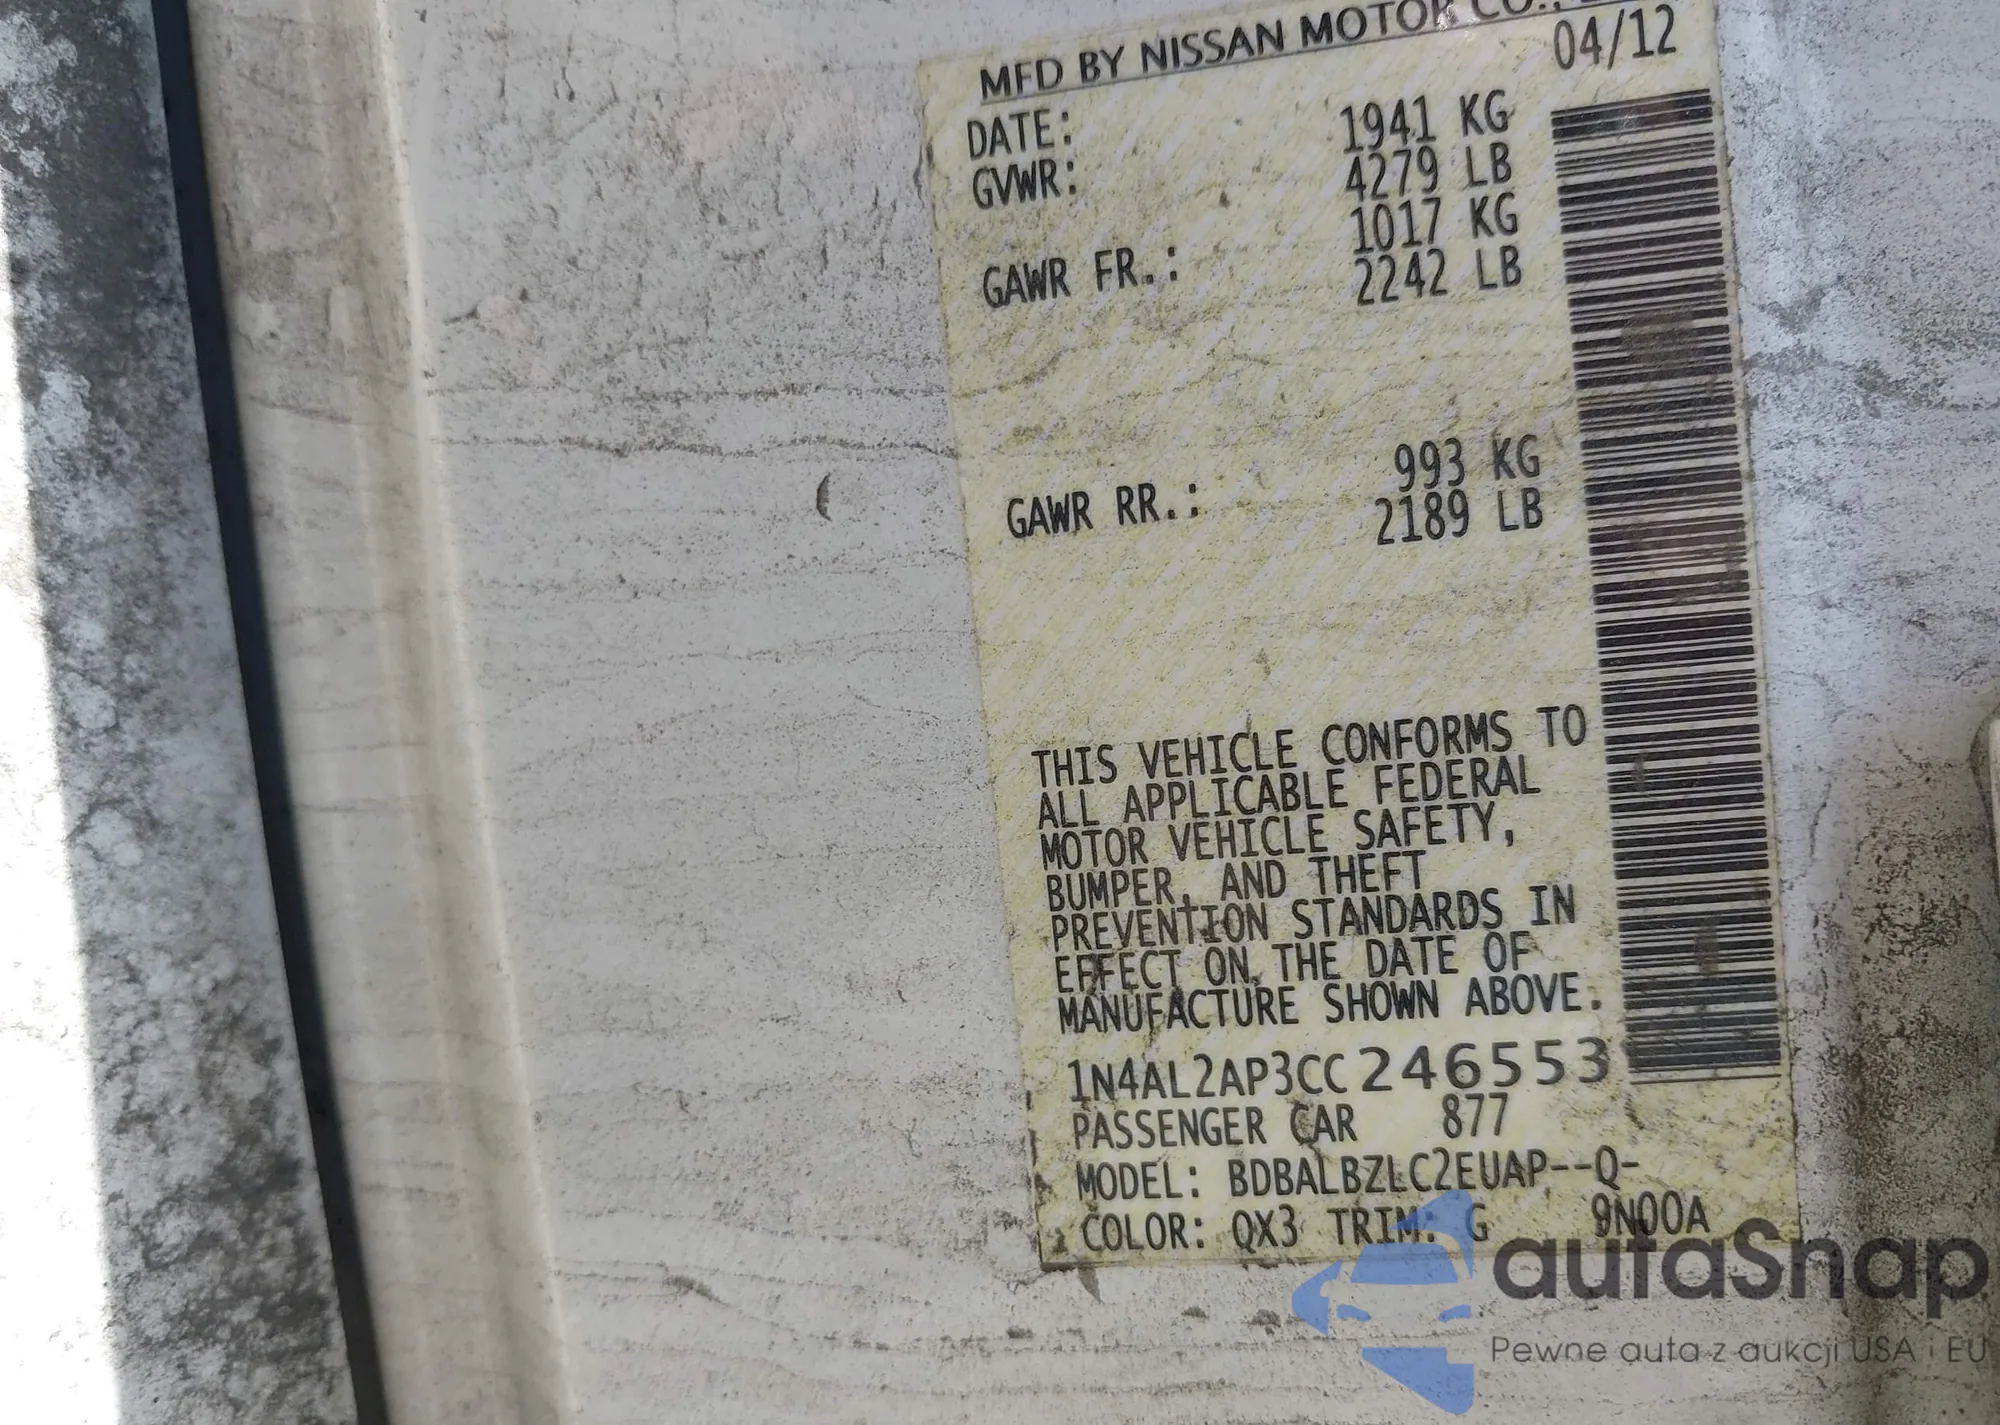 MFD BY NISSAN MOTOR CO.,
DATE: 04/12
GVWR: 1941 KG
4279 LB
GAWR FR.: 1017 KG
2242 LB
GAWR RR.: 993 KG
2189 LB
THIS VEHICLE CONFORMS TO
ALL APPLICABLE FEDERAL
MOTOR VEHICLE SAFETY,
BUMPER, AND THEFT
PREVENTION STANDARDS IN
EFFECT ON THE DATE OF
MANUFACTURE SHOWN ABOVE.
1N4AL2AP3CC246553
PASSENGER CAR 877
MODEL: BDBALBZLC2EUAP--Q-
COLOR: QX3 TRIM: G 9N00A
autaSnap
Pewne auta z aukcji USA i EU